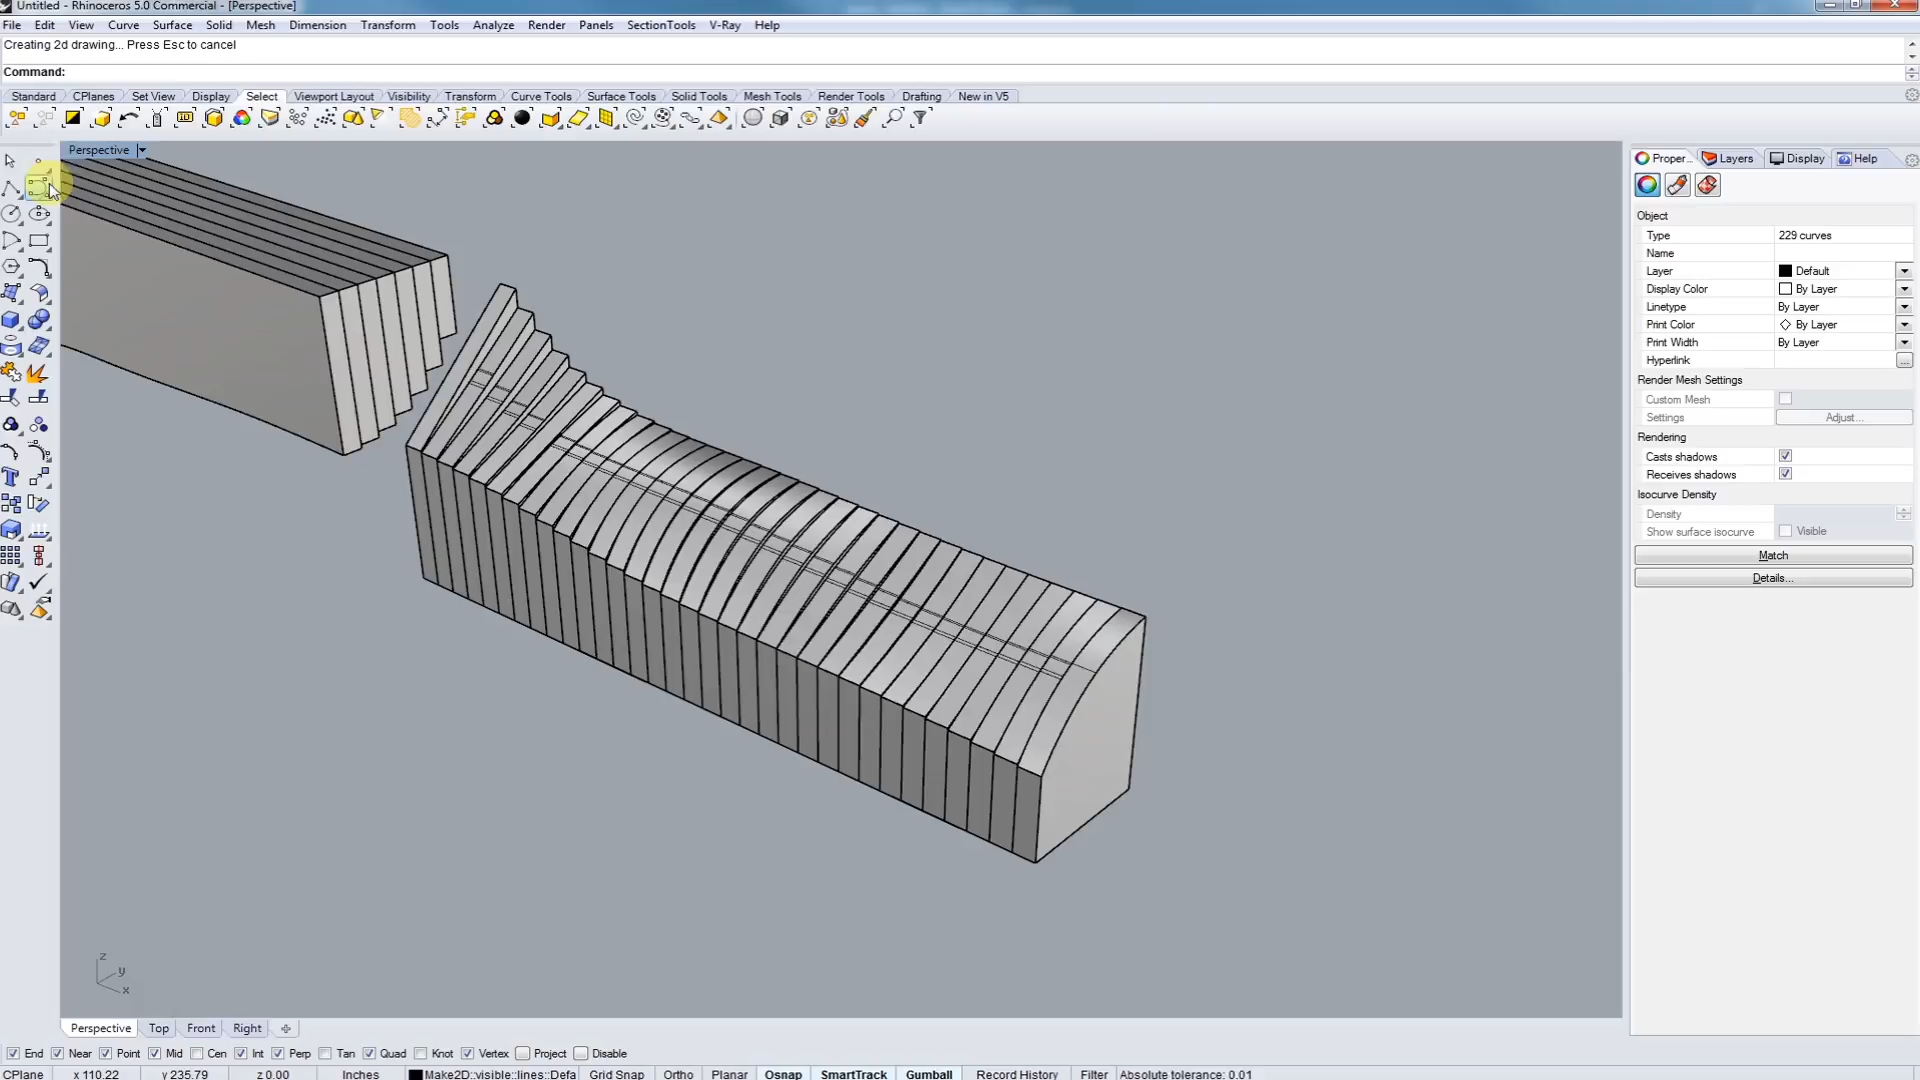 Untitled - Rhinoceros 5.0 Commercial - [Perspective]
File Edit View Curve Surface Solid Mesh Dimension Transform Tools Analyze Render Panels SectionTools V-Ray Help
Creating 2d drawing... Press Esc to cancel
Command:
Standard CPlanes Set View Display Select Viewport Layout Visibility Transform Curve Tools Surface Tools Solid Tools Mesh Tools Render Tools Drafting New in V5
Perspective
Proper... Layers Display Help
Object
Type 229 curves
Name
Layer Default
Display Color By Layer
Linetype By Layer
Print Color By Layer
Print Width By Layer
Hyperlink ...
Render Mesh Settings
Custom Mesh
Settings Adjust...
Rendering
Casts shadows
Receives shadows
Isocurve Density
Density
Show surface isocurve Visible
Match
Details...
z
y
x
Perspective Top Front Right
End Near Point Mid Cen Int Perp Tan Quad Knot Vertex Project Disable
CPlane x 110.22 y 235.79 z 0.00 Inches Make2D::visible::lines::Defa Grid Snap Ortho Planar Osnap SmartTrack Gumball Record History Filter Absolute tolerance: 0.01